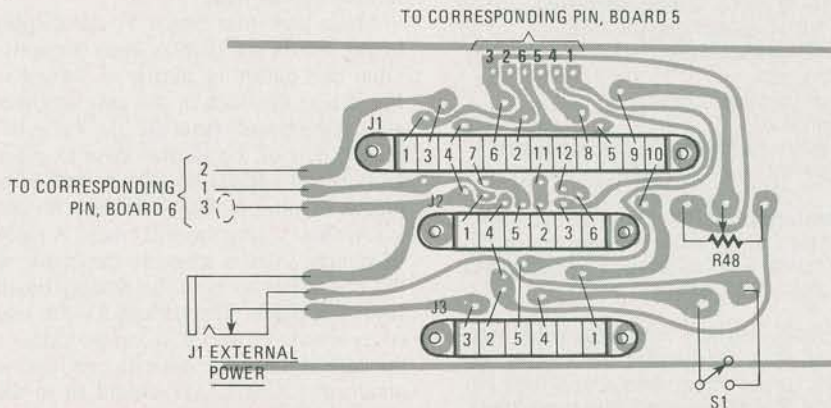 TO CORRESPONDING PIN, BOARD 5
3 2 6 5 4 1
J1
1 3 4 7 6 2 11 12 8 5 9 10
2
TO CORRESPONDING 1
PIN, BOARD 6 3
J2
1 4 5 2 3 6
R48
J3
3 2 5 4 1
J1 EXTERNAL
POWER
S1